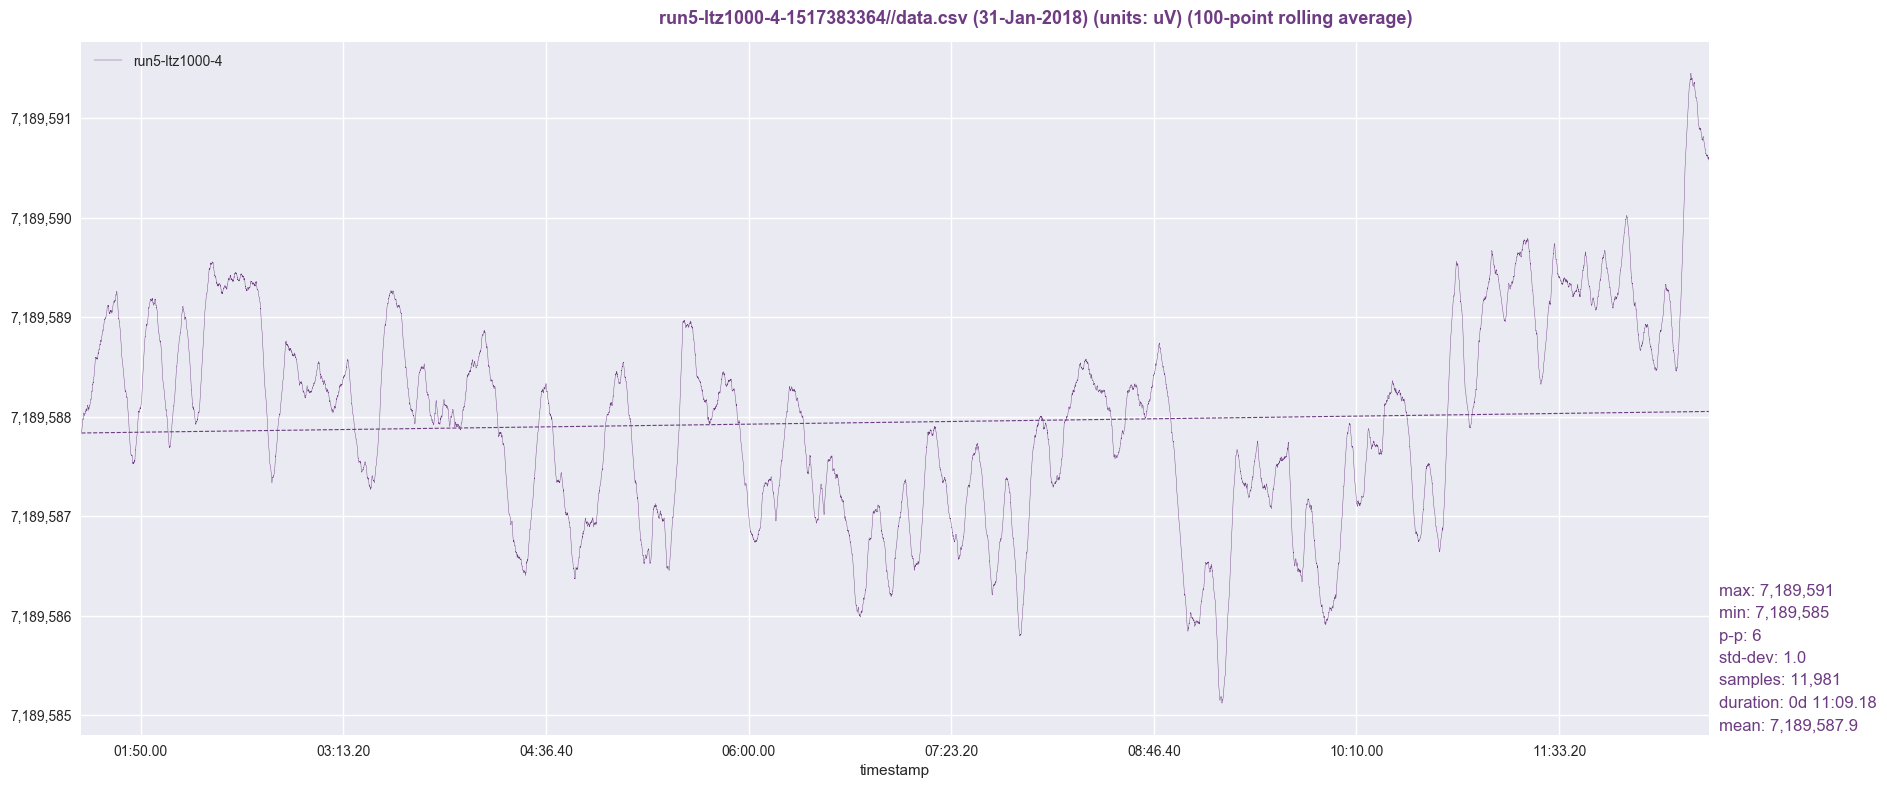 run5-ltz1000-4-1517383364//data.csv (31-Jan-2018) (units: uV) (100-point rolling average)
run5-ltz1000-4
7,189,591
7,189,590
7,189,589
7,189,588
7,189,587
7,189,586
7,189,585
01:50.00 03:13.20 04:36.40 06:00.00 07:23.20 08:46.40 10:10.00 11:33.20
timestamp
max: 7,189,591
min: 7,189,585
p-p: 6
std-dev: 1.0
samples: 11,981
duration: 0d 11:09.18
mean: 7,189,587.9